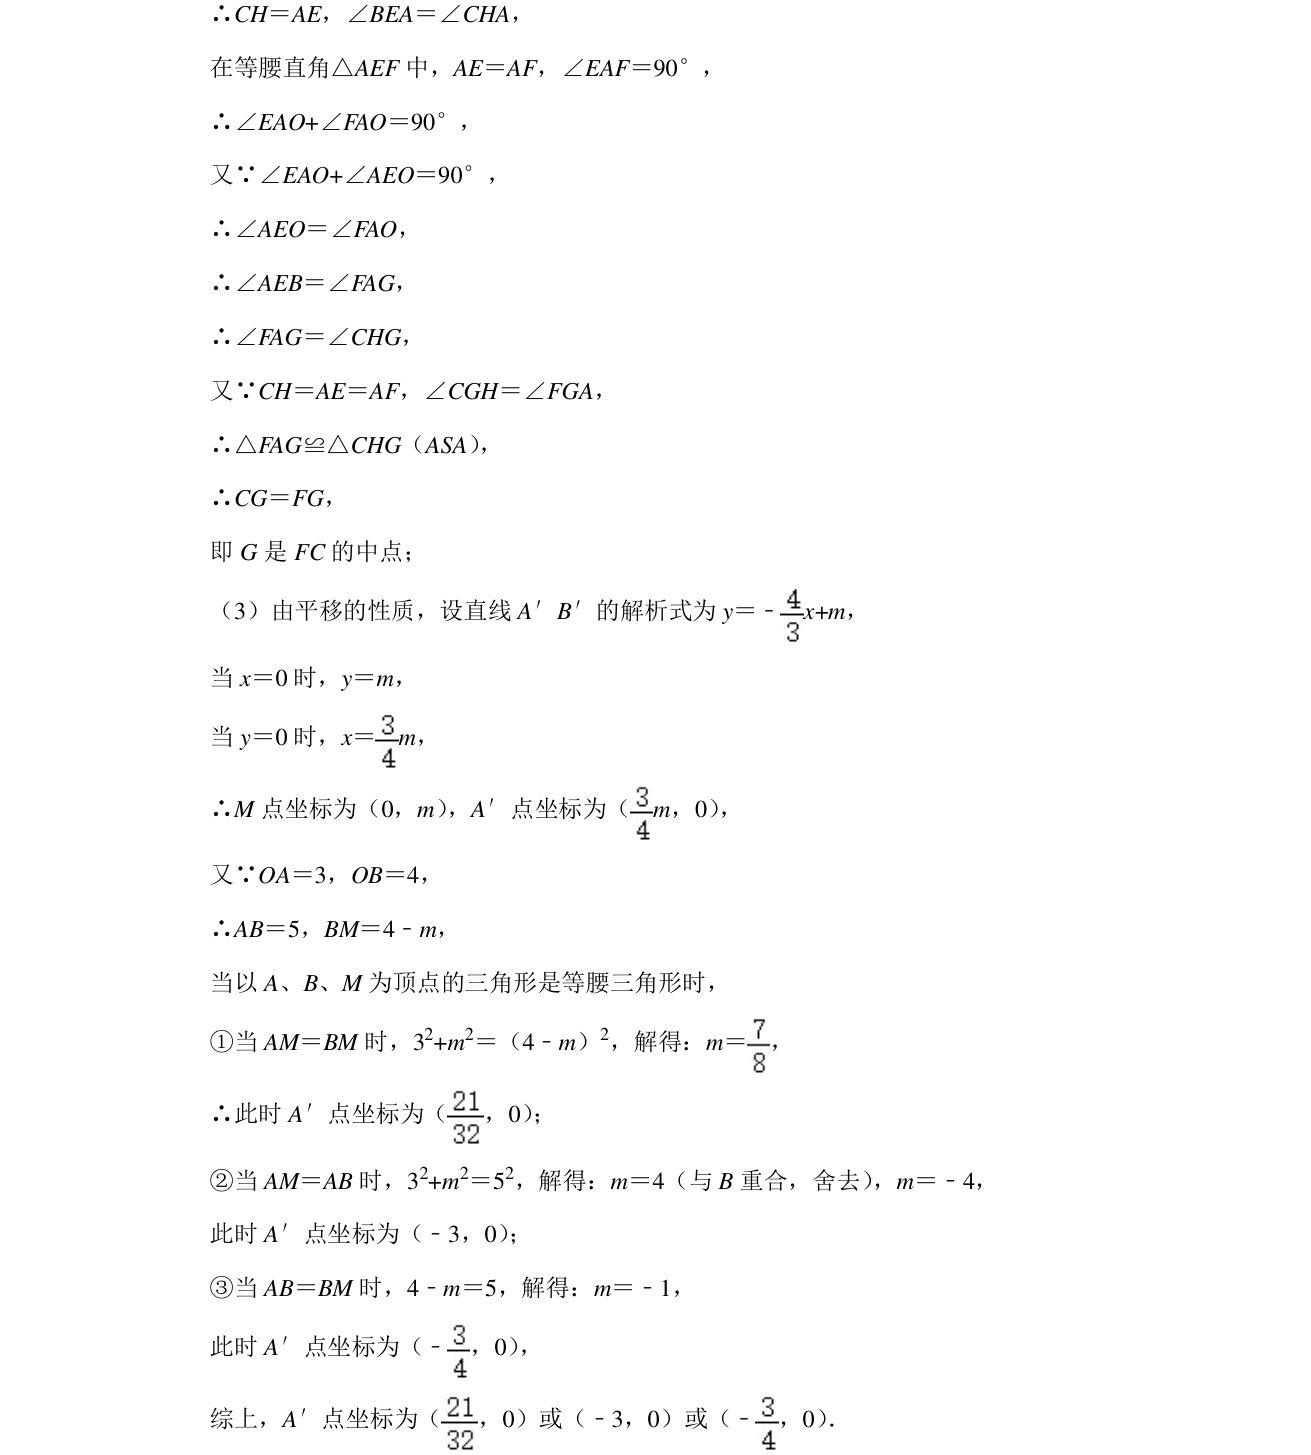 ∴CH＝AE，∠BEA＝∠CHA，
在等腰直角△AEF中，AE＝AF，∠EAF＝90°，
∴∠EAO+∠FAO＝90°，
又∵∠EAO+∠AEO＝90°，
∴∠AEO＝∠FAO，
∴∠AEB＝∠FAG，
∴∠FAG＝∠CHG，
又∵CH＝AE＝AF，∠CGH＝∠FGA，
∴△FAG≌△CHG（ASA），
∴CG＝FG，
即G是FC的中点；
（3）由平移的性质，设直线A′B′的解析式为y＝﹣4/3x+m，
当x＝0时，y＝m，
当y＝0时，x＝3/4m，
∴M点坐标为（0，m），A′点坐标为（3/4m，0），
又∵OA＝3，OB＝4，
∴AB＝5，BM＝4﹣m，
当以A、B、M为顶点的三角形是等腰三角形时，
①当AM＝BM时，3²+m²＝（4﹣m）²，解得：m＝7/8，
∴此时A′点坐标为（21/32，0）；
②当AM＝AB时，3²+m²＝5²，解得：m＝4（与B重合，舍去），m＝﹣4，
此时A′点坐标为（﹣3，0）；
③当AB＝BM时，4﹣m＝5，解得：m＝﹣1，
此时A′点坐标为（﹣3/4，0），
综上，A′点坐标为（21/32，0）或（﹣3，0）或（﹣3/4，0）．